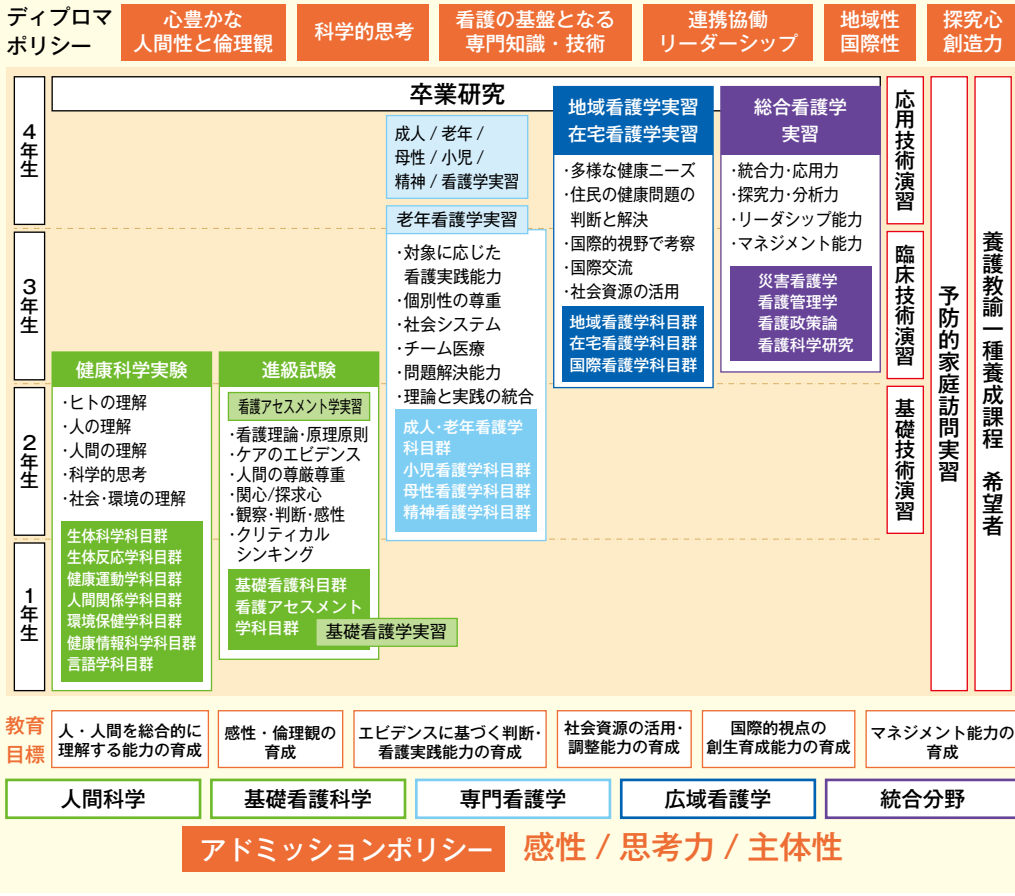 ディプロマ
ポリシー
心豊かな
人間性と倫理観
科学的思考
看護の基盤となる
専門知識・技術
連携協働
リーダーシップ
地域性
国際性
探究心
創造力
4年生
3年生
2年生
1年生
卒業研究
健康科学実験
・ヒトの理解
・人の理解
・人間の理解
・科学的思考
・社会・環境の理解
生体科学科目群
生体反応学科目群
健康運動学科目群
人間関係学科目群
環境保健学科目群
健康情報科学科目群
言語学科目群
進級試験
看護アセスメント学実習
・看護理論・原理原則
・ケアのエビデンス
・人間の尊厳尊重
・関心/探求心
・観察・判断・感性
・クリティカル
シンキング
基礎看護科目群
看護アセスメント
学科目群
基礎看護学実習
成人 / 老年 /
母性 / 小児 /
精神 / 看護学実習
老年看護学実習
・対象に応じた
看護実践能力
・個別性の尊重
・社会システム
・チーム医療
・問題解決能力
・理論と実践の統合
成人・老年看護学
科目群
小児看護学科目群
母性看護学科目群
精神看護学科目群
地域看護学実習
在宅看護学実習
・多様な健康ニーズ
・住民の健康問題の
判断と解決
・国際的視野で考察
・国際交流
・社会資源の活用
地域看護学科目群
在宅看護学科目群
国際看護学科目群
総合看護学
実習
・統合力・応用力
・探究力・分析力
・リーダシップ能力
・マネジメント能力
災害看護学
看護管理学
看護政策論
看護科学研究
応用技術演習
臨床技術演習
基礎技術演習
予防的家庭訪問実習
養護教諭一種養成課程 希望者
教育
目標
人・人間を総合的に
理解する能力の育成
感性・倫理観の
育成
エビデンスに基づく判断・
看護実践能力の育成
社会資源の活用・
調整能力の育成
国際的視点の
創生育成能力の育成
マネジメント能力の
育成
人間科学
基礎看護科学
専門看護学
広域看護学
統合分野
アドミッションポリシー
感性 / 思考力 / 主体性